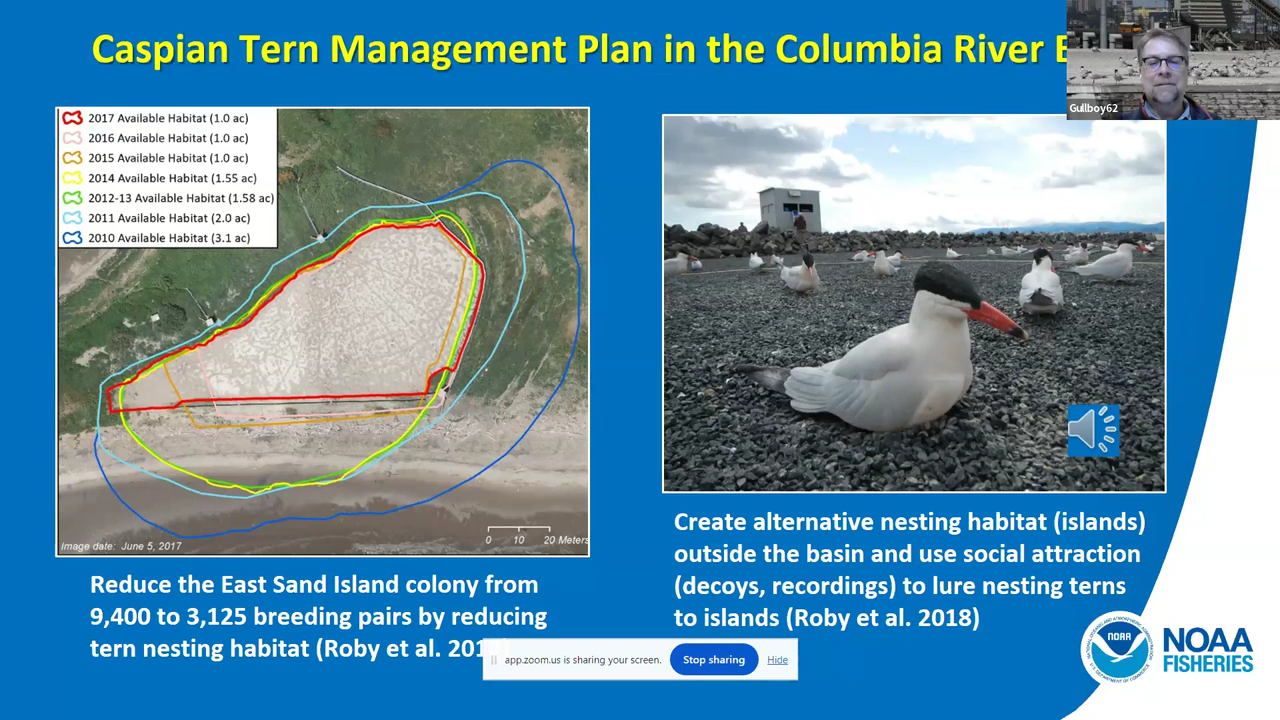 Caspian Tern Management Plan in the Columbia River
Gullboy62
2017 Available Habitat (1.0 ac)
2016 Available Habitat (1.0 ac)
2015 Available Habitat (1.0 ac)
2014 Available Habitat (1.55 ac)
2012-13 Available Habitat (1.58 ac)
2011 Available Habitat (2.0 ac)
2010 Available Habitat (3.1 ac)
0 10 20 Meters
Image date: June 5, 2017
Reduce the East Sand Island colony from
9,400 to 3,125 breeding pairs by reducing
tern nesting habitat (Roby et al.
Create alternative nesting habitat (islands)
outside the basin and use social attraction
(decoys, recordings) to lure nesting terns
to islands (Roby et al. 2018)
app.zoom.us is sharing your screen.
Stop sharing
Hide
NOAA
NOAA
FISHERIES